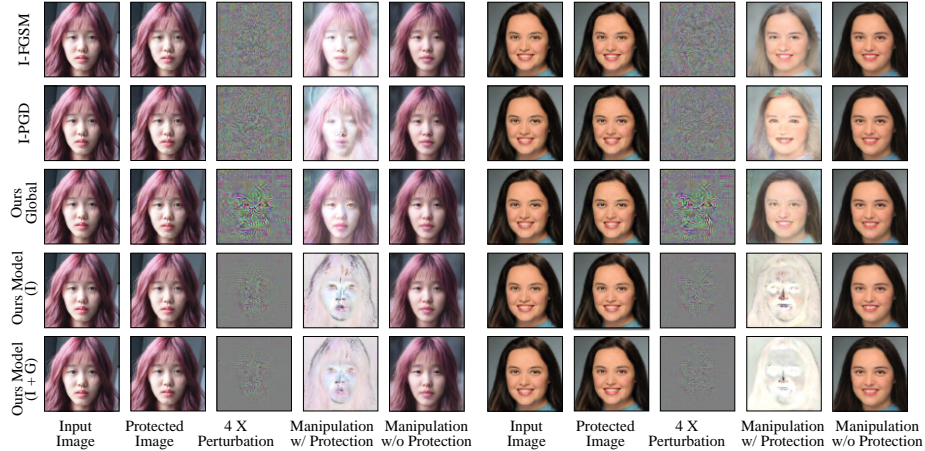 I-FGSM
I-PGD
Ours
Global
Ours Model
(I)
Ours Model
(I + G)
Input
Image
Protected
Image
4 X
Perturbation
Manipulation
w/ Protection
Manipulation
w/o Protection
Input
Image
Protected
Image
4 X
Perturbation
Manipulation
w/ Protection
Manipulation
w/o Protection